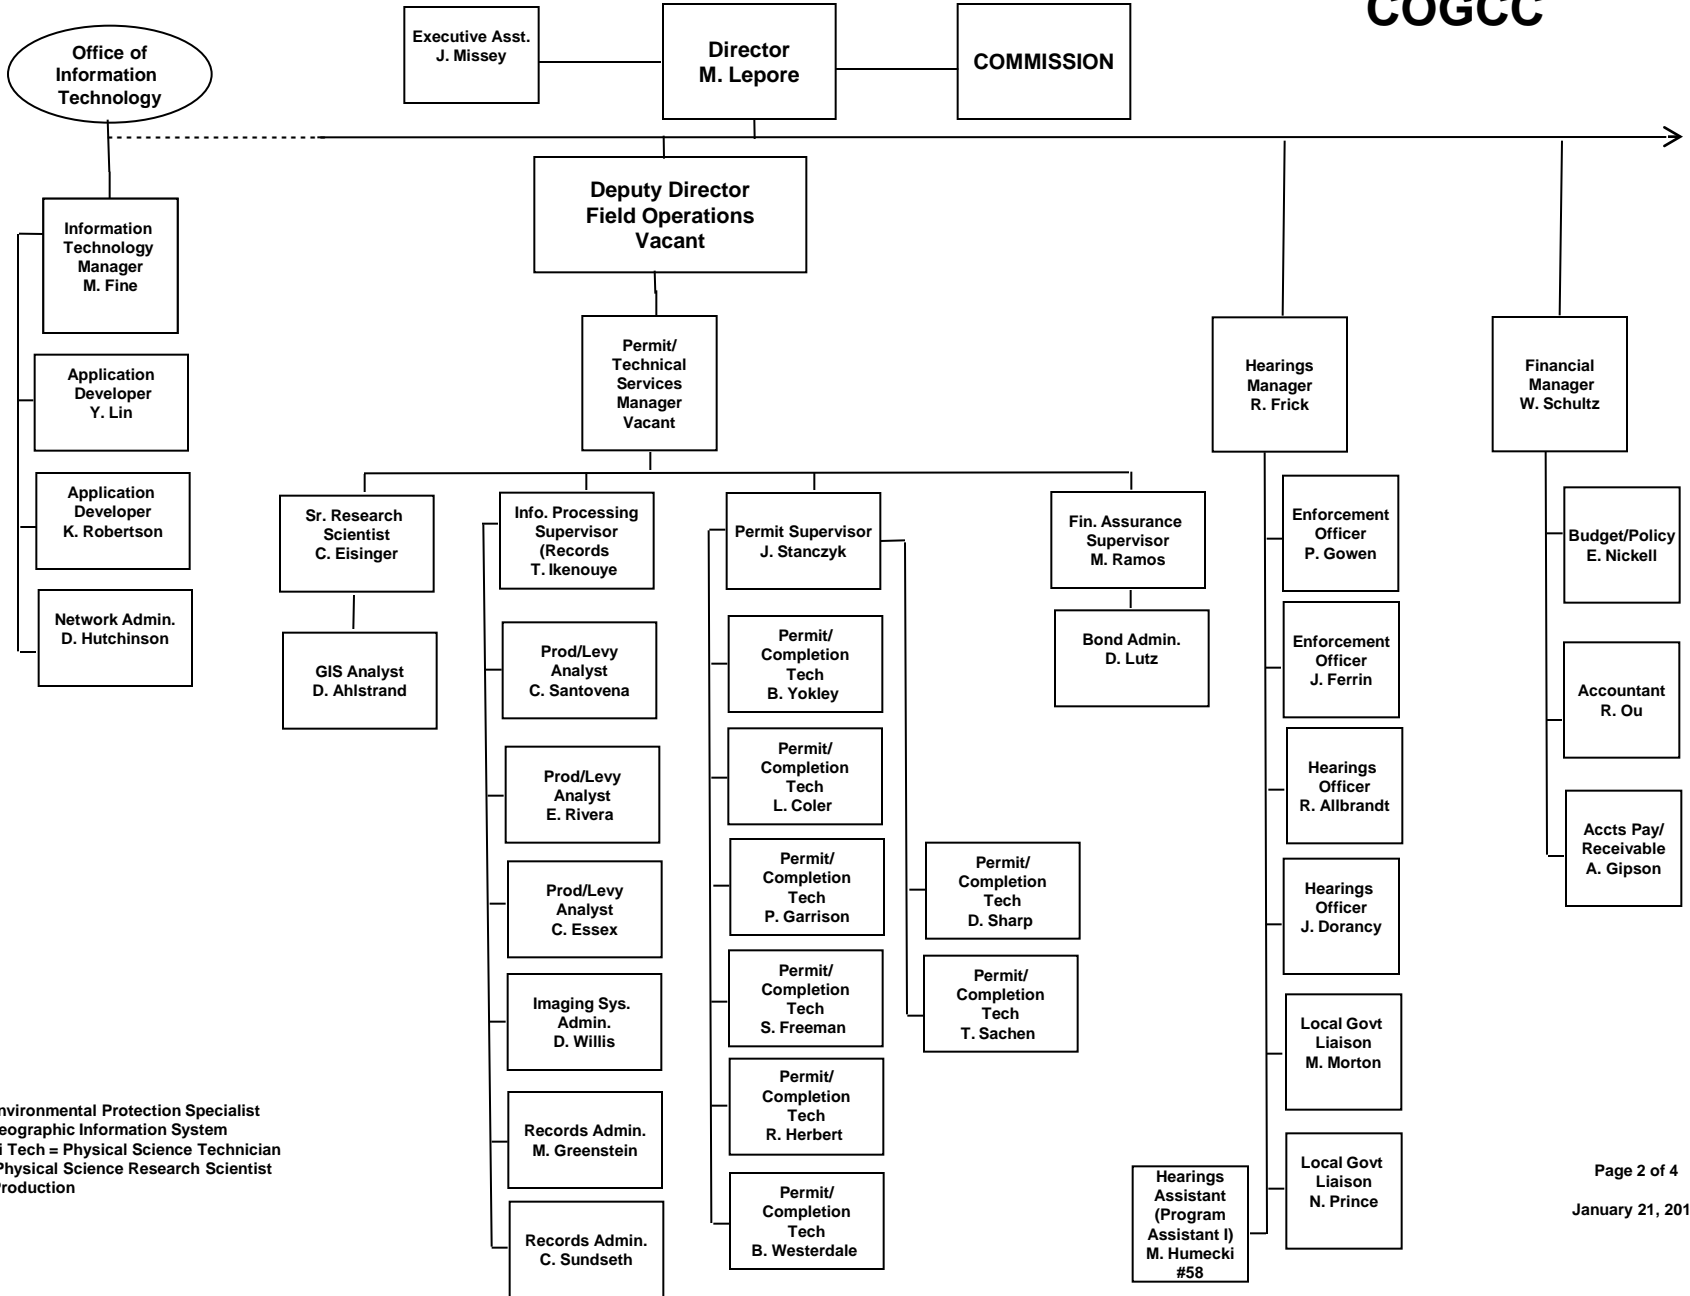 COGCC
Office of
Information
Technology
Executive Asst.
J. Missey
Director
M. Lepore
COMMISSION
Deputy Director
Field Operations
Vacant
Information
Technology
Manager
M. Fine
Application
Developer
Y. Lin
Application
Developer
K. Robertson
Network Admin.
D. Hutchinson
Permit/
Technical
Services
Manager
Vacant
Sr. Research
Scientist
C. Eisinger
GIS Analyst
D. Ahlstrand
Info. Processing
Supervisor
(Records
T. Ikenouye
Prod/Levy
Analyst
C. Santovena
Prod/Levy
Analyst
E. Rivera
Prod/Levy
Analyst
C. Essex
Imaging Sys.
Admin.
D. Willis
Records Admin.
M. Greenstein
Records Admin.
C. Sundseth
Permit Supervisor
J. Stanczyk
Permit/
Completion
Tech
B. Yokley
Permit/
Completion
Tech
L. Coler
Permit/
Completion
Tech
P. Garrison
Permit/
Completion
Tech
S. Freeman
Permit/
Completion
Tech
R. Herbert
Permit/
Completion
Tech
B. Westerdale
Permit/
Completion
Tech
D. Sharp
Permit/
Completion
Tech
T. Sachen
Fin. Assurance
Supervisor
M. Ramos
Bond Admin.
D. Lutz
Hearings
Manager
R. Frick
Enforcement
Officer
P. Gowen
Enforcement
Officer
J. Ferrin
Hearings
Officer
R. Allbrandt
Hearings
Officer
J. Dorancy
Local Govt
Liaison
M. Morton
Local Govt
Liaison
N. Prince
Hearings
Assistant
(Program
Assistant I)
M. Humecki
#58
Financial
Manager
W. Schultz
Budget/Policy
E. Nickell
Accountant
R. Ou
Accts Pay/
Receivable
A. Gipson
nvironmental Protection Specialist
eographic Information System
i Tech = Physical Science Technician
Physical Science Research Scientist
Production
Page 2 of 4
January 21, 201